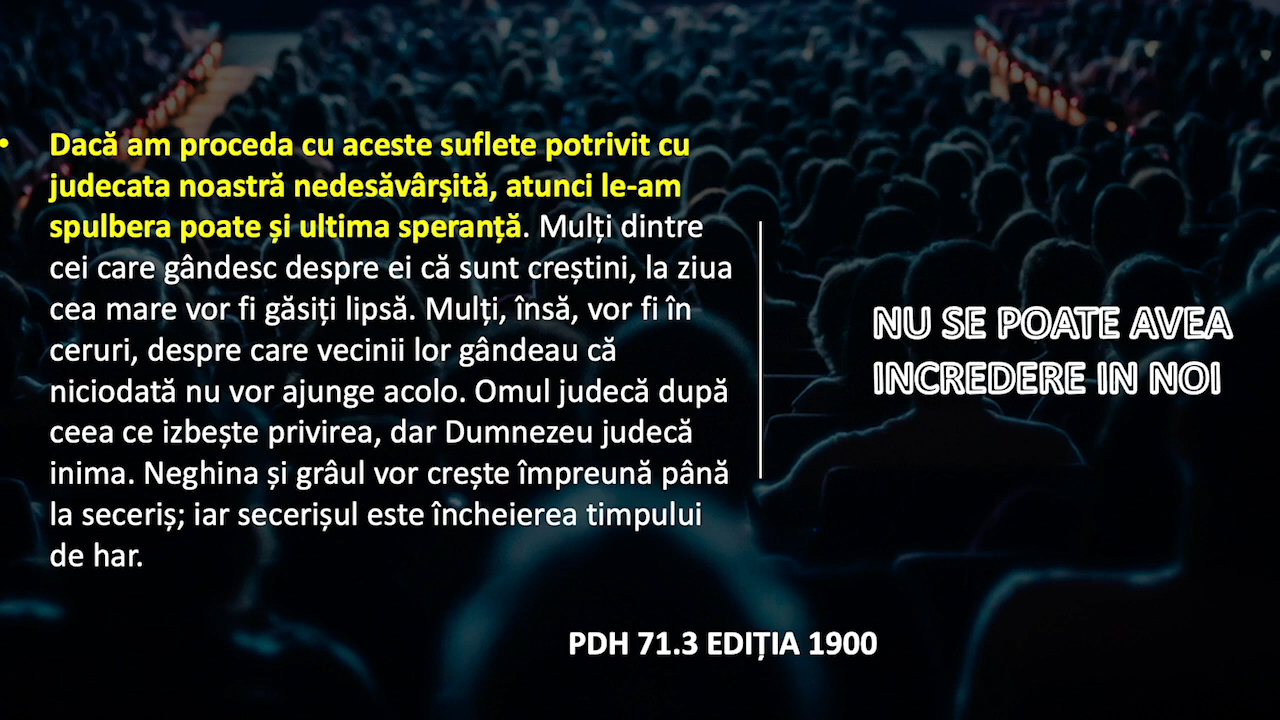 • Dacă am proceda cu aceste suflete potrivit cu
judecata noastră nedesăvârșită, atunci le-am
spulbera poate și ultima speranță. Mulți dintre
cei care gândesc despre ei că sunt creștini, la ziua
cea mare vor fi găsiți lipsă. Mulți, însă, vor fi în
ceruri, despre care vecinii lor gândeau că
niciodată nu vor ajunge acolo. Omul judecă după
ceea ce izbește privirea, dar Dumnezeu judecă
inima. Neghina și grâul vor crește împreună până
la seceriș; iar secerișul este încheierea timpului
de har.
NU SE POATE AVEA
INCREDERE IN NOI
PDH 71.3 EDIȚIA 1900